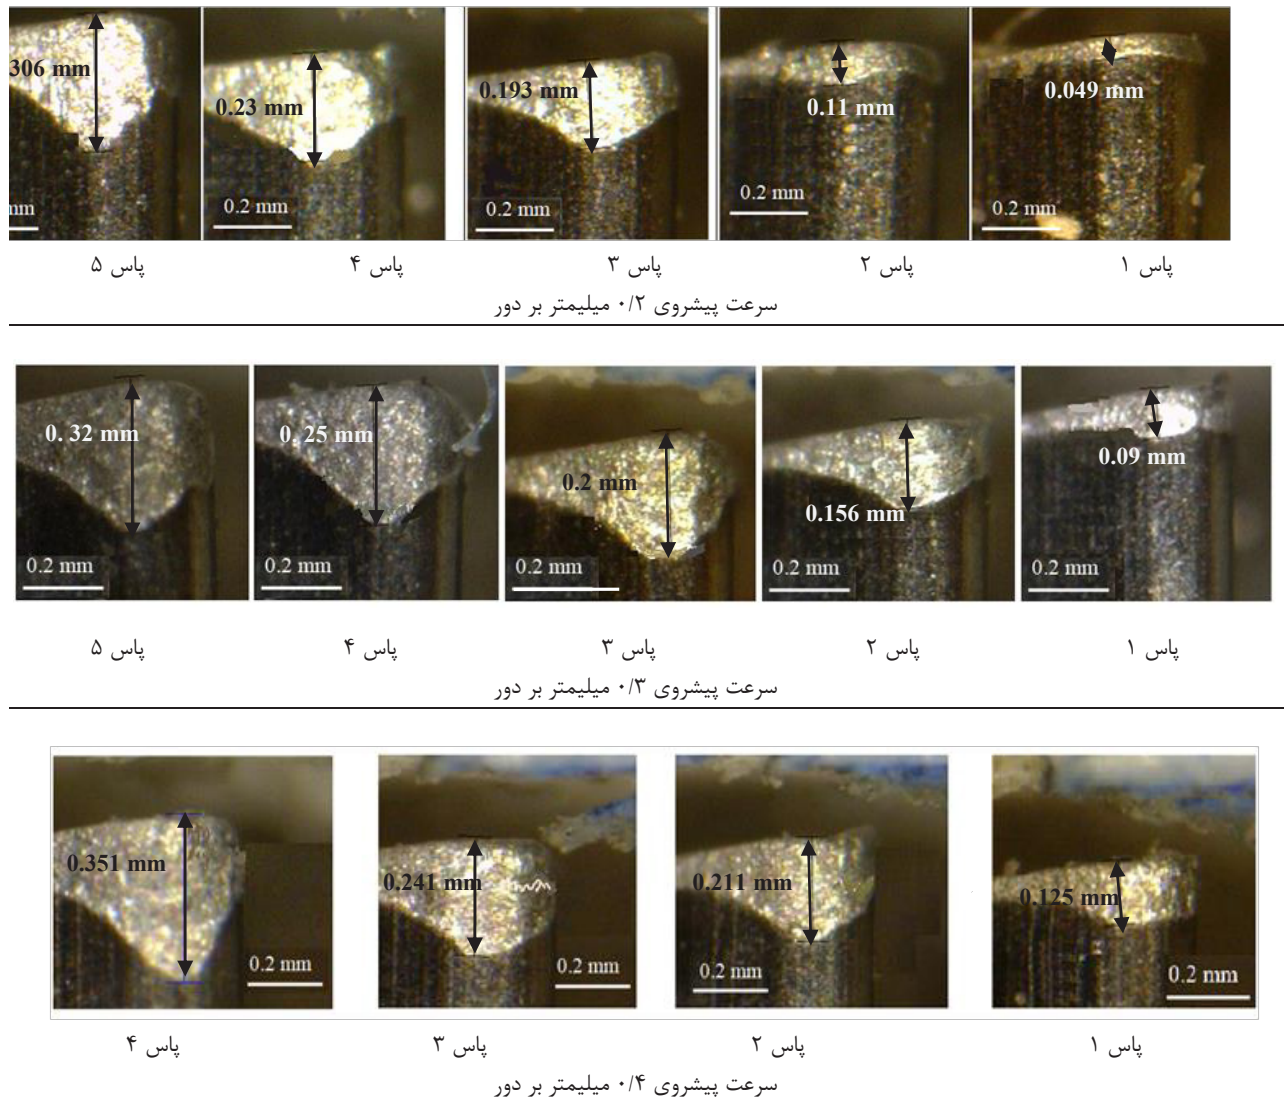 306 mm
0.23 mm
0.193 mm
0.11 mm
0.049 mm
mm
0.2 mm
0.2 mm
0.2 mm
0.2 mm
پاس ۱
پاس ۲
پاس ۳
پاس ۴
پاس ۵
سرعت پیشروی ۰/۲ میلیمتر بر دور
0. 32 mm
0. 25 mm
0.2 mm
0.156 mm
0.09 mm
0.2 mm
0.2 mm
0.2 mm
0.2 mm
0.2 mm
پاس ۱
پاس ۲
پاس ۳
پاس ۴
پاس ۵
سرعت پیشروی ۰/۳ میلیمتر بر دور
0.351 mm
0.241 mm
0.211 mm
0.125 mm
0.2 mm
0.2 mm
0.2 mm
0.2 mm
پاس ۱
پاس ۲
پاس ۳
پاس ۴
سرعت پیشروی ۰/۴ میلیمتر بر دور